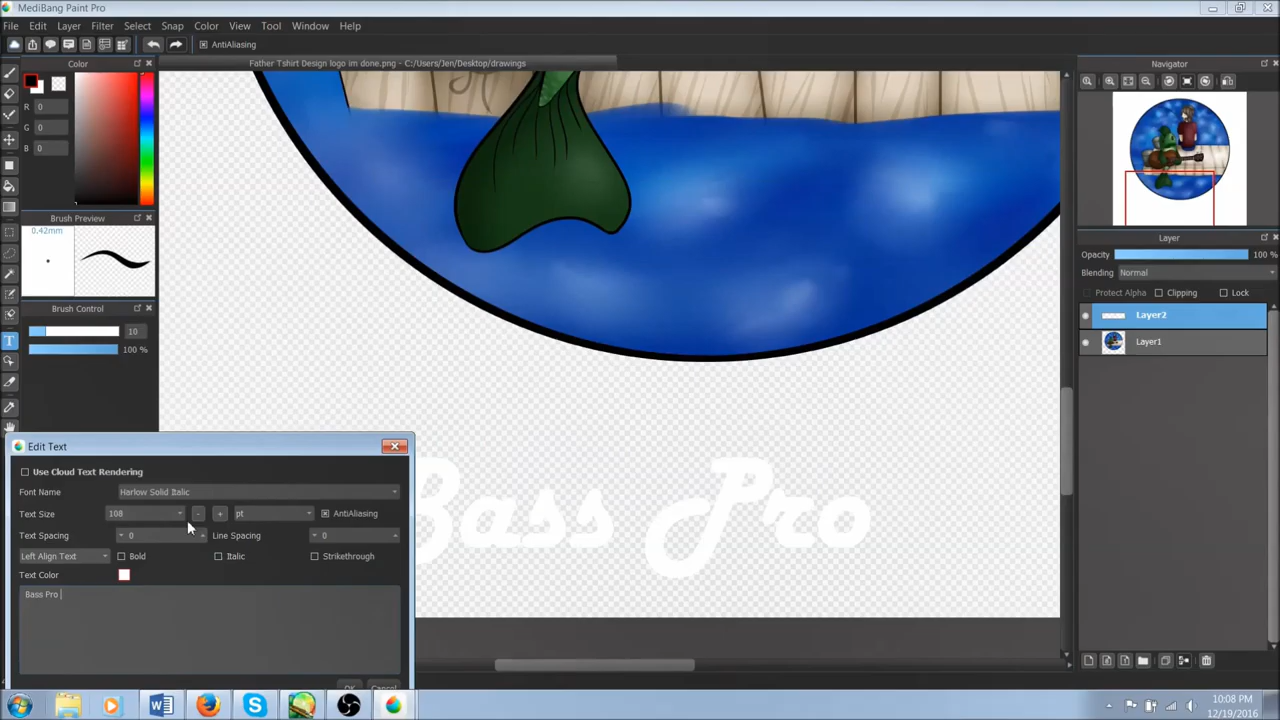 MediBang Paint Pro
File Edit Layer Filter Select Snap Color View Tool Window Help
AntiAliasing
Father Tshirt Design logo im done.png - C:/Users/Jen/Desktop/drawings
Color
R 0
G 0
B 0
Brush Preview
0.42mm
Brush Control
10
100 %
T
Navigator
Layer
Opacity 100 %
Blending Normal
Protect Alpha Clipping Lock
Layer2
Layer1
Bass Pro
Edit Text
Use Cloud Text Rendering
Font Name Harlow Solid Italic
Text Size 108 - + pt AntiAliasing
Text Spacing 0 Line Spacing 0
Left Align Text Bold Italic Strikethrough
Text Color
Bass Pro
OK Cancel
10:08 PM
12/19/2016